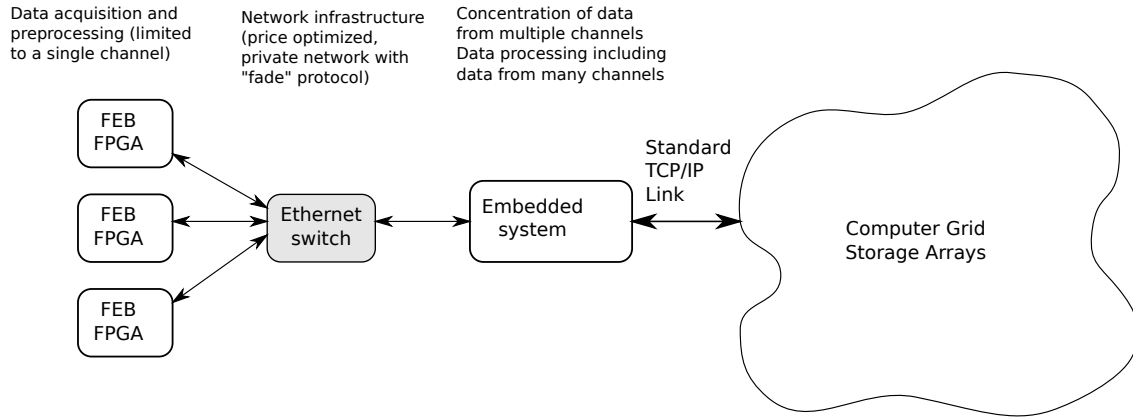 Data acquisition and
preprocessing (limited
to a single channel)
Network infrastructure
(price optimized,
private network with
"fade" protocol)
Concentration of data
from multiple channels
Data processing including
data from many channels
FEB
FPGA
FEB
FPGA
FEB
FPGA
Ethernet
switch
Embedded
system
Standard
TCP/IP
Link
Computer Grid
Storage Arrays